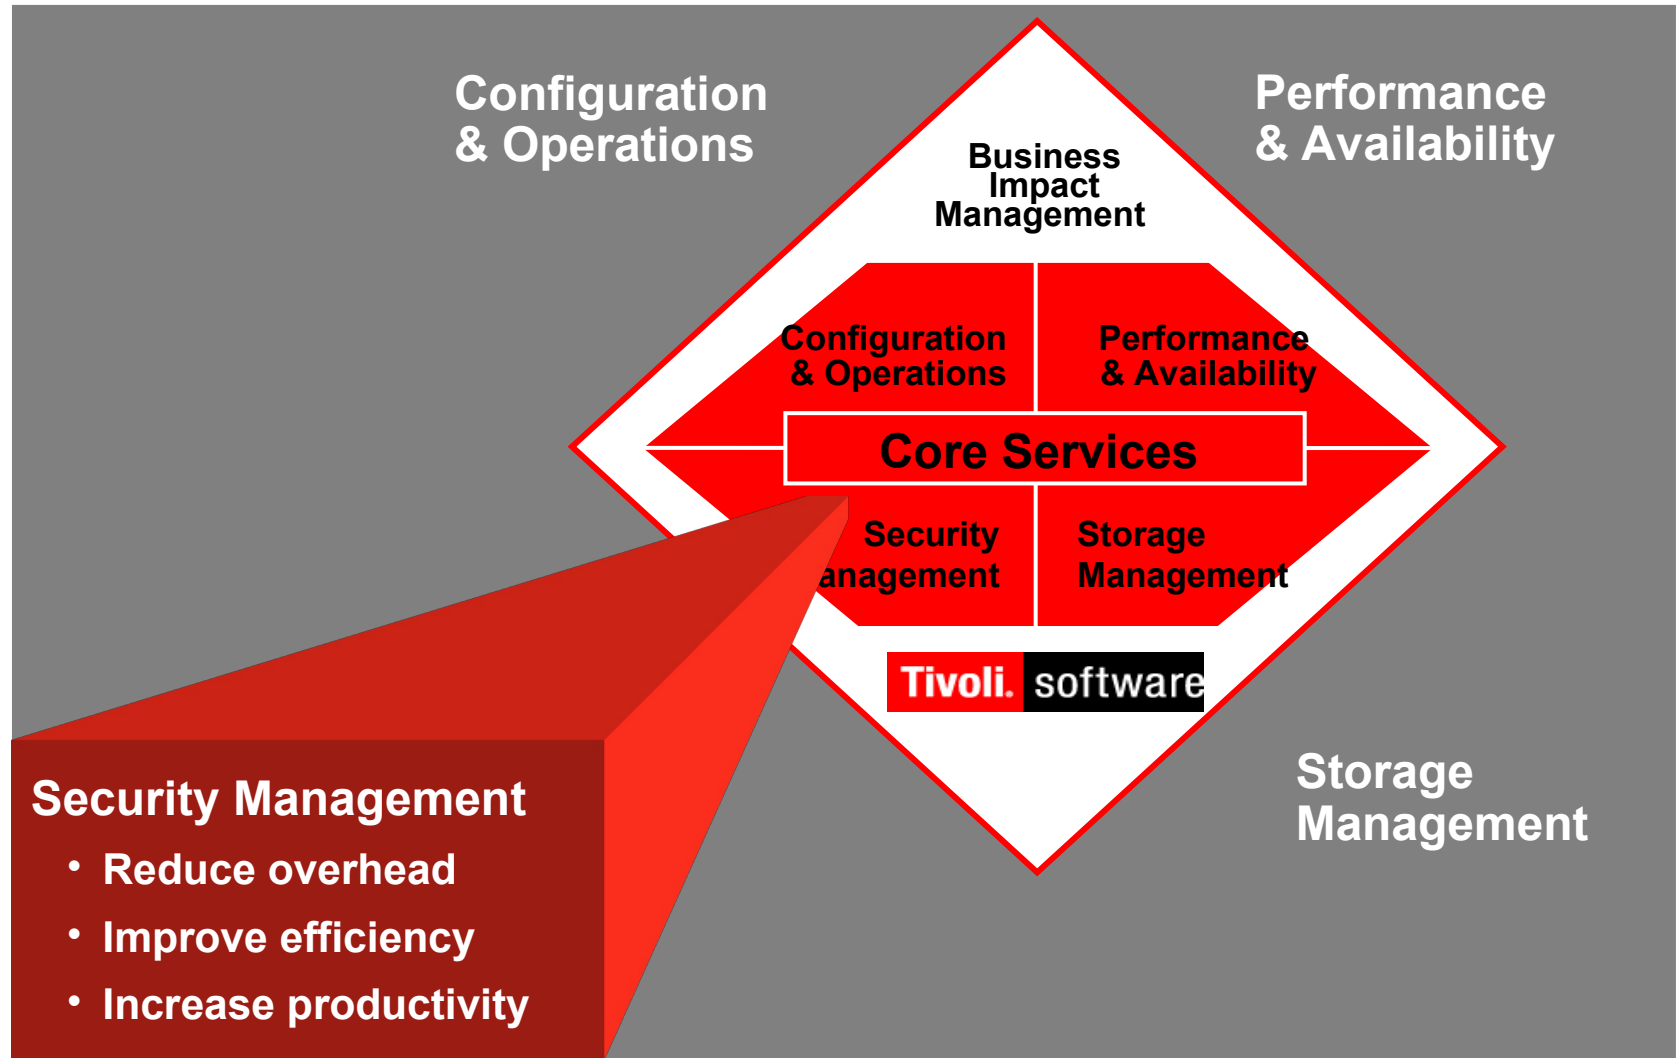 Configuration
& Operations
Performance
& Availability
Business
Impact
Management
Configuration
& Operations
Performance
& Availability
Core Services
Security
anagement
Storage
Management
Tivoli. software
Storage
Management
Security Management
• Reduce overhead
• Improve efficiency
• Increase productivity